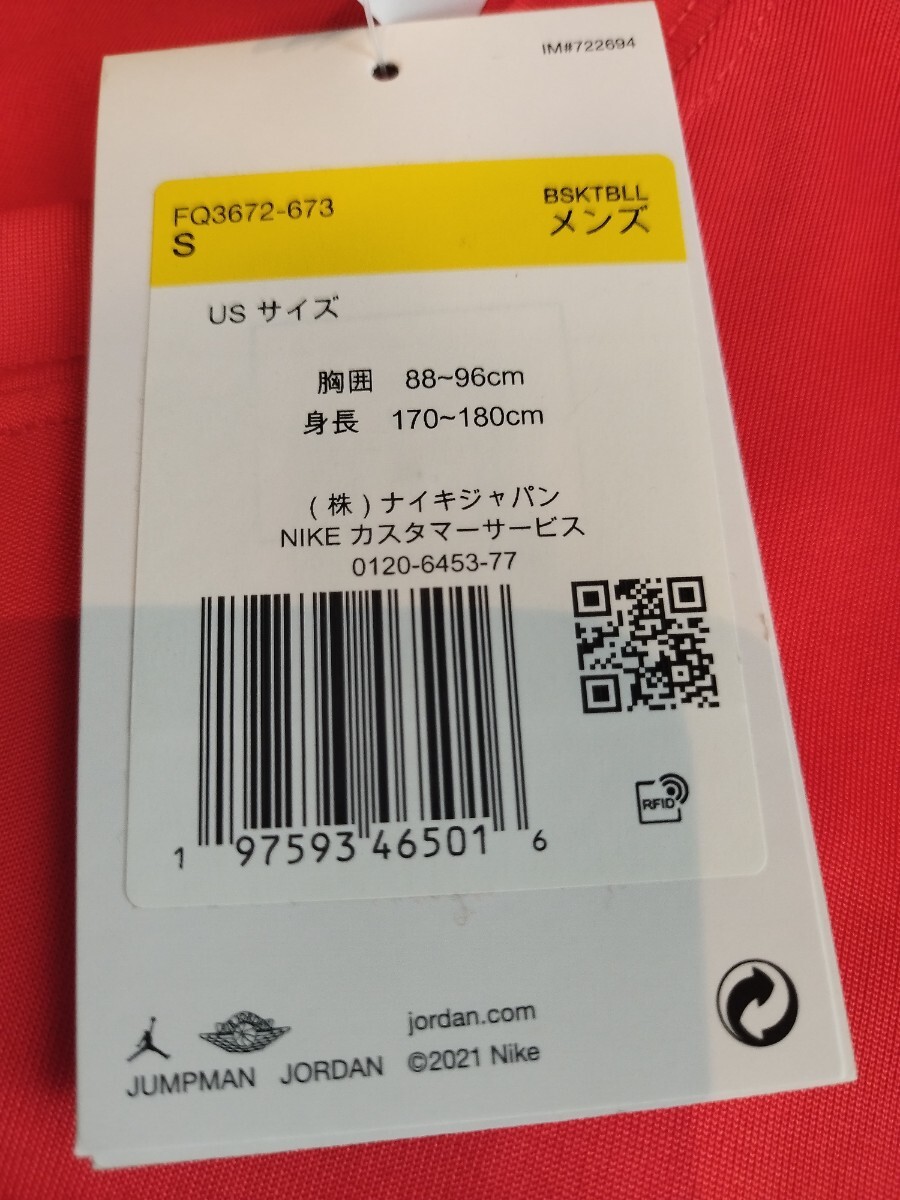 IM#722694
FQ3672-673
S
BSKTBLL
メンズ
US サイズ
胸囲 88~96cm
身長 170~180cm
(株)ナイキジャパン
NIKE カスタマーサービス
0120-6453-77
1 97593 46501 6
RFID
JUMPMAN JORDAN
jordan.com
©2021 Nike